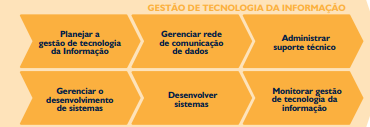 GESTÃO DE TECNOLOGIA DA INFORMAÇÃO
Planejar a
gestão de tecnologia
da Informação
Gerenciar rede
de comunicação
de dados
Administrar
suporte técnico
Gerenciar o
desenvolvimento
de sistemas
Desenvolver
sistemas
Monitorar gestão
de tecnologia da
informação